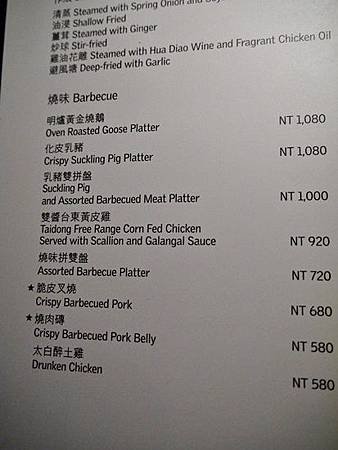 清蒸 Steamed with Spring Onion and
油浸 Shallow Fried
薑茸 Steamed with Ginger
炒球 Stir-fried
雞油花雕 Steamed with Hua Diao Wine and Fragrant Chicken Oil
避風塘 Deep-fried with Garlic
燒味 Barbecue
明爐黃金燒鵝
Oven Roasted Goose Platter NT 1,080
化皮乳豬
Crispy Suckling Pig Platter NT 1,080
乳豬雙拼盤
Suckling Pig
and Assorted Barbecued Meat Platter NT 1,000
雙醬台東黃皮雞
Taidong Free Range Corn Fed Chicken
Served with Scallion and Galangal Sauce NT 920
燒味拼雙盤
Assorted Barbecue Platter NT 720
★脆皮叉燒
Crispy Barbecued Pork NT 680
★燒肉磚
Crispy Barbecued Pork Belly NT 580
太白醉土雞
Drunken Chicken NT 580